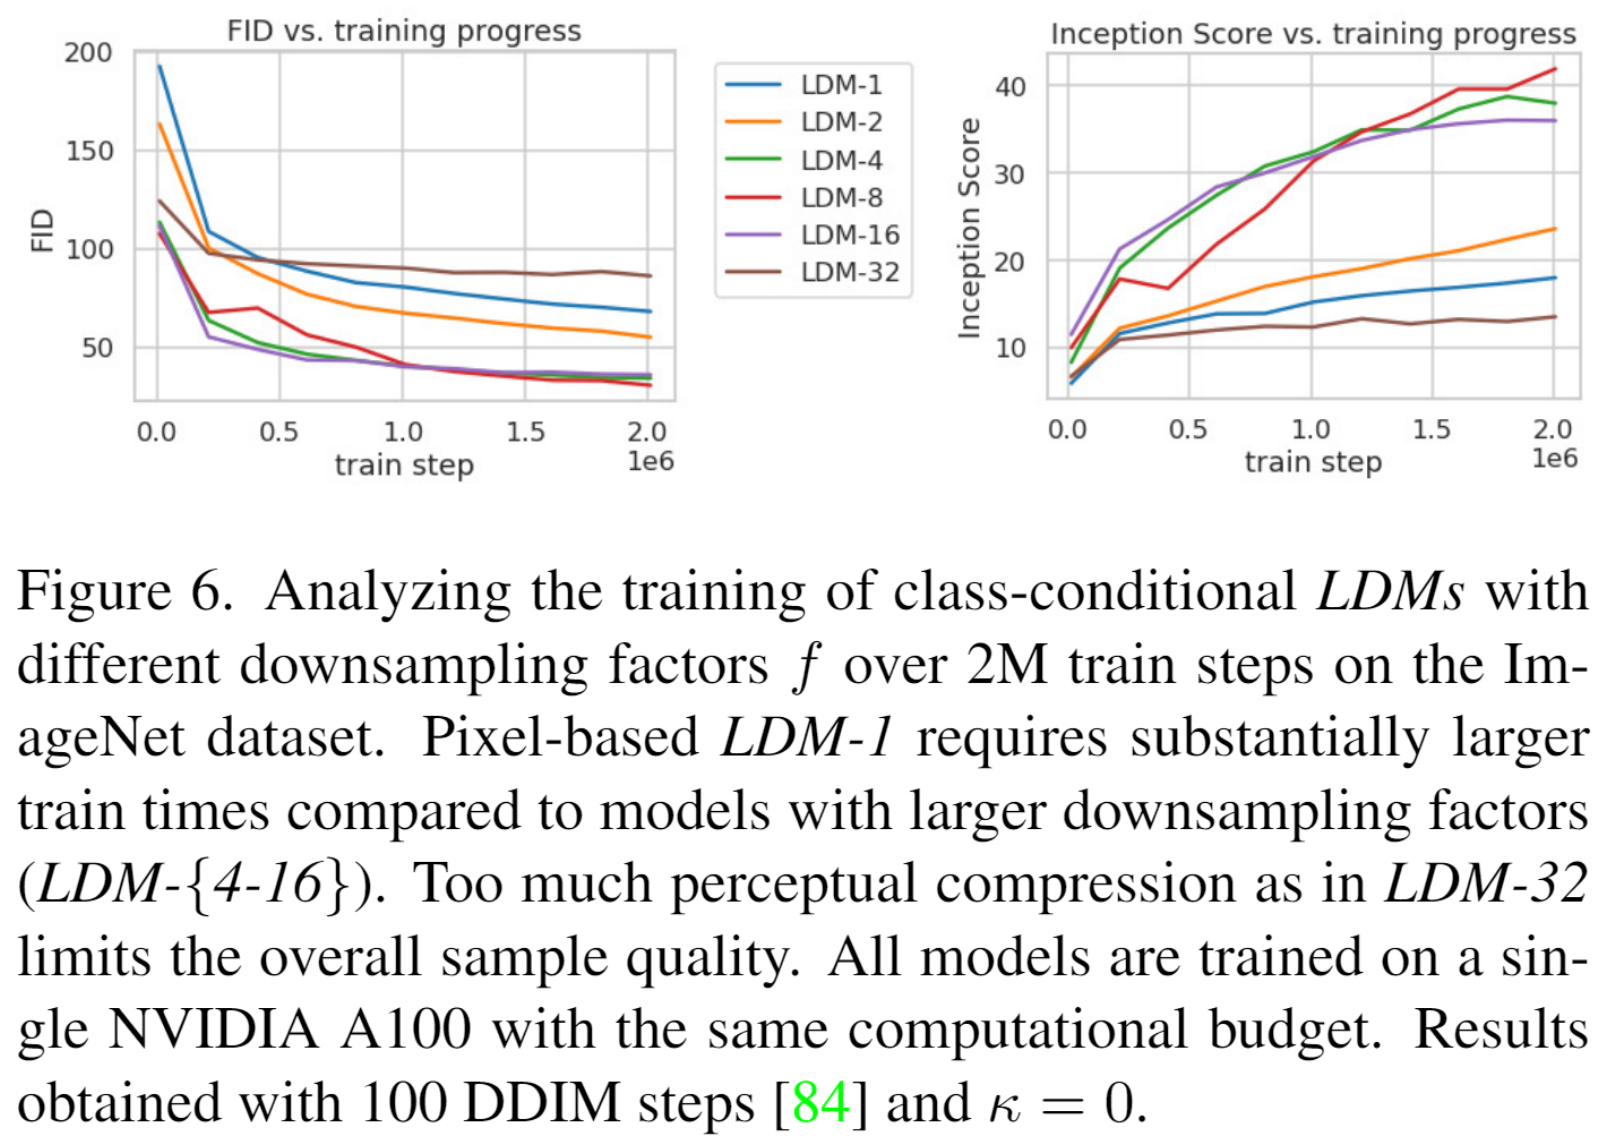 FID vs. training progress
200
150
100
50
FID
0.0 0.5 1.0 1.5 2.0
train step 1e6
LDM-1
LDM-2
LDM-4
LDM-8
LDM-16
LDM-32
Inception Score vs. training progress
40
30
20
10
Inception Score
0.0 0.5 1.0 1.5 2.0
train step 1e6
Figure 6. Analyzing the training of class-conditional LDMs with
different downsampling factors f over 2M train steps on the Im-
ageNet dataset. Pixel-based LDM-1 requires substantially larger
train times compared to models with larger downsampling factors
(LDM-{4-16}). Too much perceptual compression as in LDM-32
limits the overall sample quality. All models are trained on a sin-
gle NVIDIA A100 with the same computational budget. Results
obtained with 100 DDIM steps [84] and κ = 0.